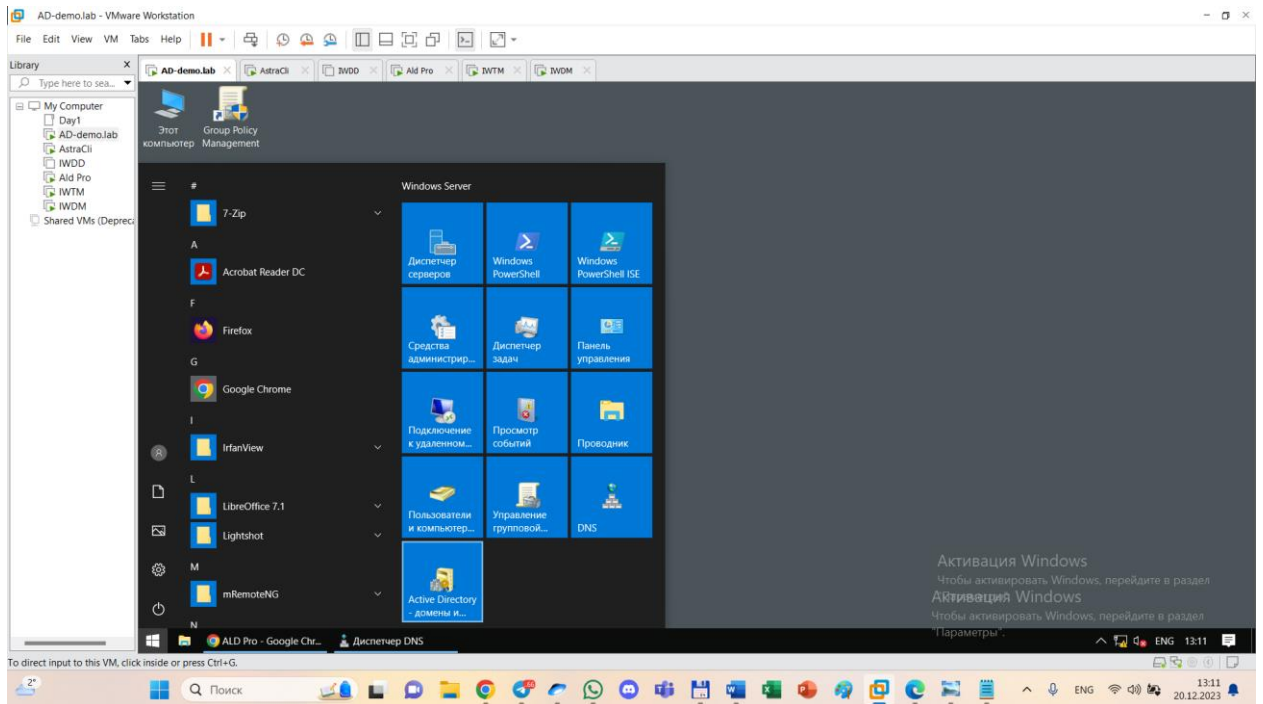 AD-demo.lab - VMware Workstation
File Edit View VM Tabs Help
Library X
Type here to sea...
My Computer
Day1
AD-demo.lab
AstraCli
IWDD
Ald Pro
IWTM
IWDM
Shared VMs (Depreca
AD-demo.lab AstraCli IWDD Ald Pro IWTM IWDM
Этот компьютер
Group Policy Management
#
7-Zip
A
Acrobat Reader DC
F
Firefox
G
Google Chrome
I
IrfanView
L
LibreOffice 7.1
Lightshot
M
mRemoteNG
N
Windows Server
Диспетчер серверов
Windows PowerShell
Windows PowerShell ISE
Средства администрир...
Диспетчер задач
Панель управления
Подключение к удаленном...
Просмотр событий
Проводник
Пользователи и компьютер...
Управление групповой...
DNS
Active Directory - домены и...
Активация Windows
Чтобы активировать Windows, перейдите в раздел
Активация Windows
Чтобы активировать Windows, перейдите в раздел
"Параметры".
ALD Pro - Google Chr... Диспетчер DNS
ENG 13:11
To direct input to this VM, click inside or press Ctrl+G.
2°
Поиск
ENG 13:11
20.12.2023